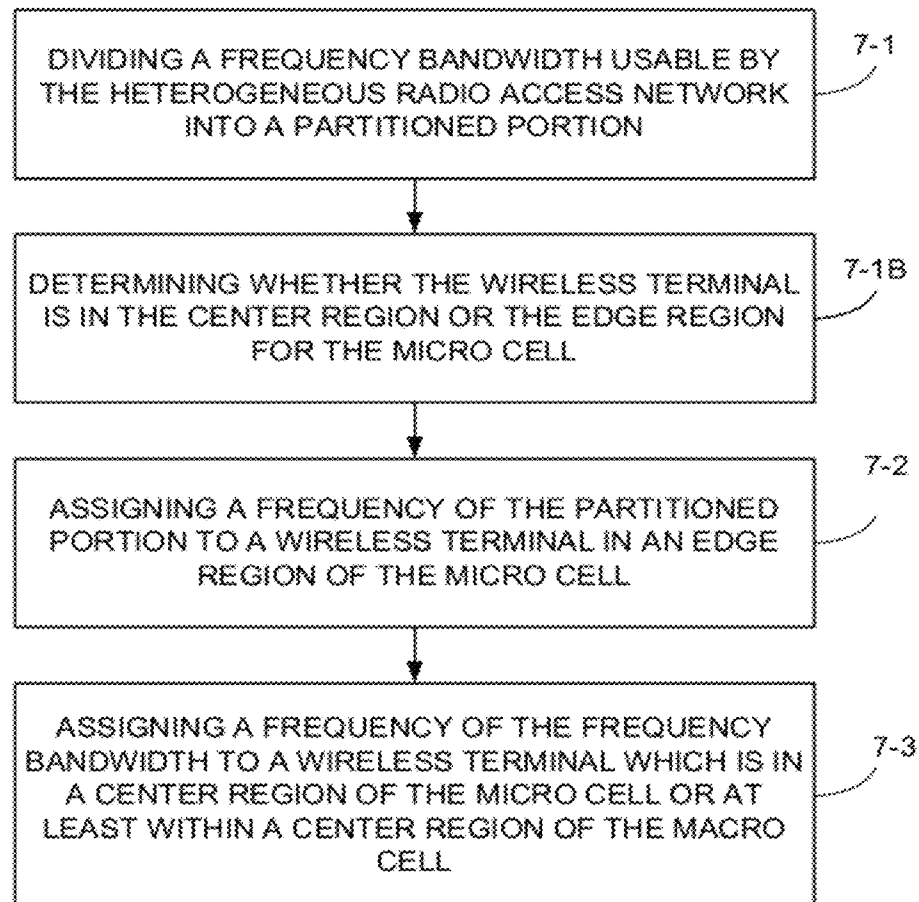 DIVIDING A FREQUENCY BANDWIDTH USABLE BY
THE HETEROGENEOUS RADIO ACCESS NETWORK
INTO A PARTITIONED PORTION
7-1
DETERMINING WHETHER THE WIRELESS TERMINAL
IS IN THE CENTER REGION OR THE EDGE REGION
FOR THE MICRO CELL
7-1B
ASSIGNING A FREQUENCY OF THE PARTITIONED
PORTION TO A WIRELESS TERMINAL IN AN EDGE
REGION OF THE MICRO CELL
7-2
ASSIGNING A FREQUENCY OF THE FREQUENCY
BANDWIDTH TO A WIRELESS TERMINAL WHICH IS IN
A CENTER REGION OF THE MICRO CELL OR AT
LEAST WITHIN A CENTER REGION OF THE MACRO
CELL
7-3